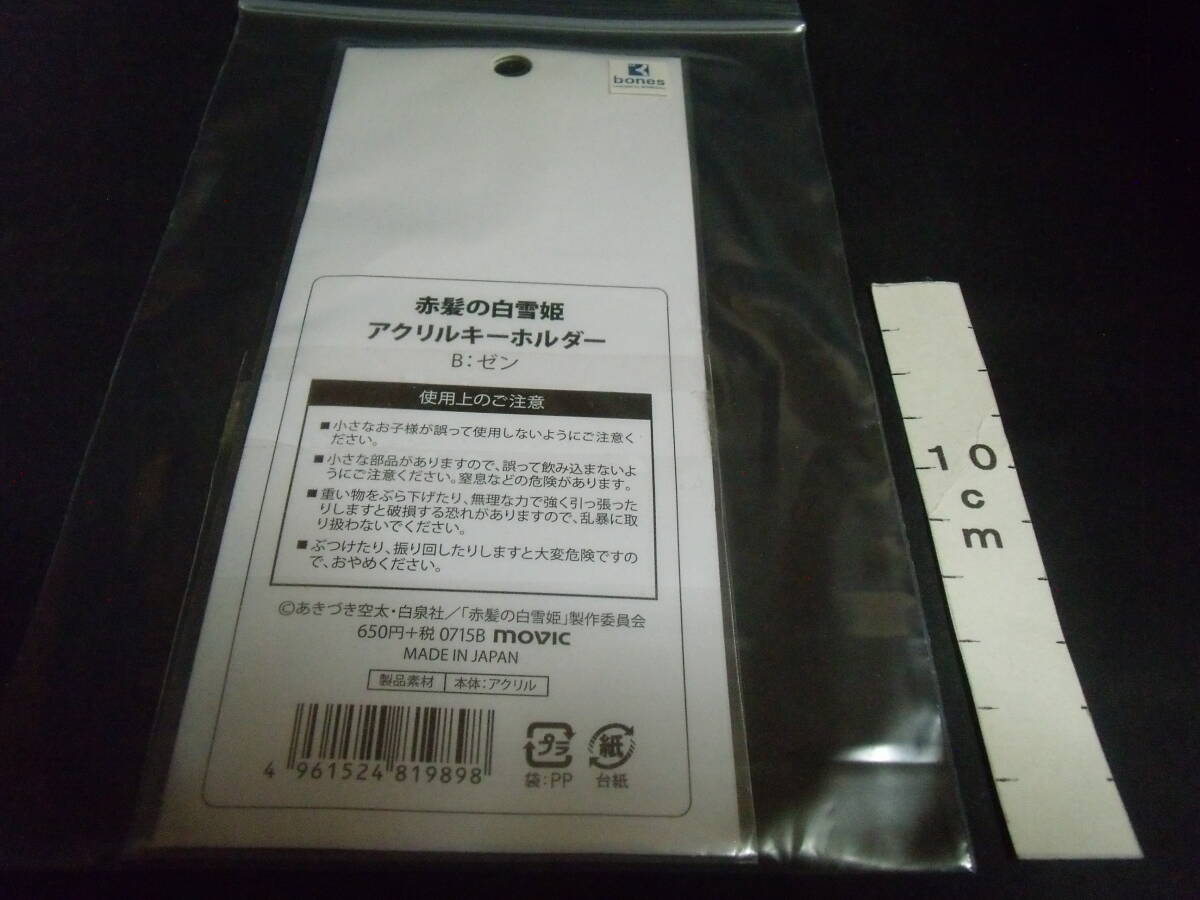 bones
赤髪の白雪姫
アクリルキーホルダー
B：ゼン
使用上のご注意
■小さなお子様が誤って使用しないようにご注意く
ださい。
■小さな部品がありますので、誤って飲み込まないよ
うにご注意ください。窒息などの危険があります。
■重い物をぶら下げたり、無理な力で強く引っ張った
りしますと破損する恐れがありますので、乱暴に取
り扱わないでください。
■ぶつけたり、振り回したりしますと大変危険ですの
で、おやめください。
©あきづき空太・白泉社／「赤髪の白雪姫」製作委員会
650円+税 0715B movic
MADE IN JAPAN
製品素材 本体：アクリル
4 961524 819898
プラ
袋：PP
紙
台紙
10
c
m